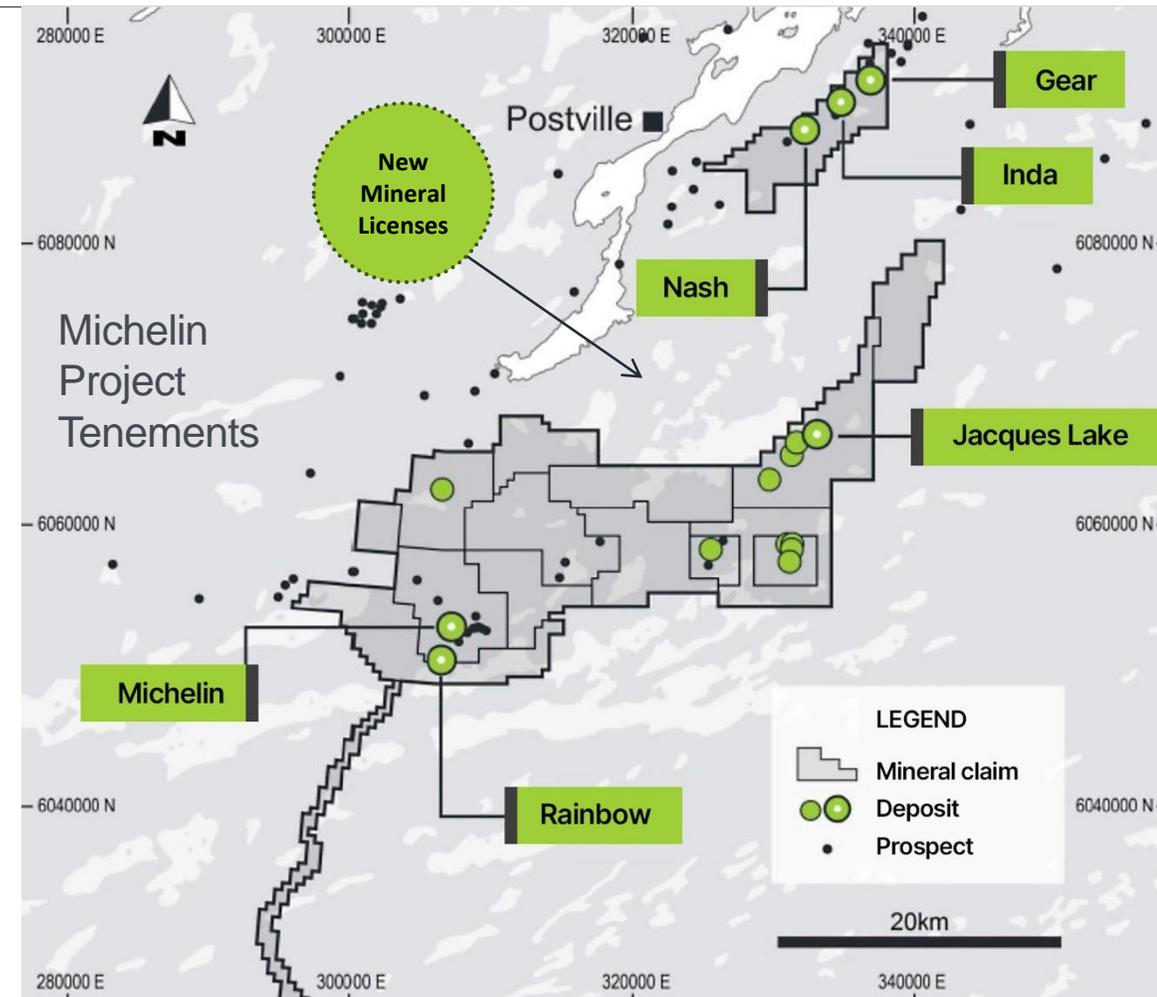 280000 E
300000 E
320000 E
340000 E
Gear
N
Postville
New
Mineral
Licenses
Inda
6080000 N
6080000 N
Nash
Michelin
Project
Tenements
Jacques Lake
6060000 N
6060000 N
Michelin
LEGEND
Mineral claim
Deposit
Prospect
6040000 N
6040000 N
Rainbow
20km
280000 E
300000 E
320000 E
340000 E